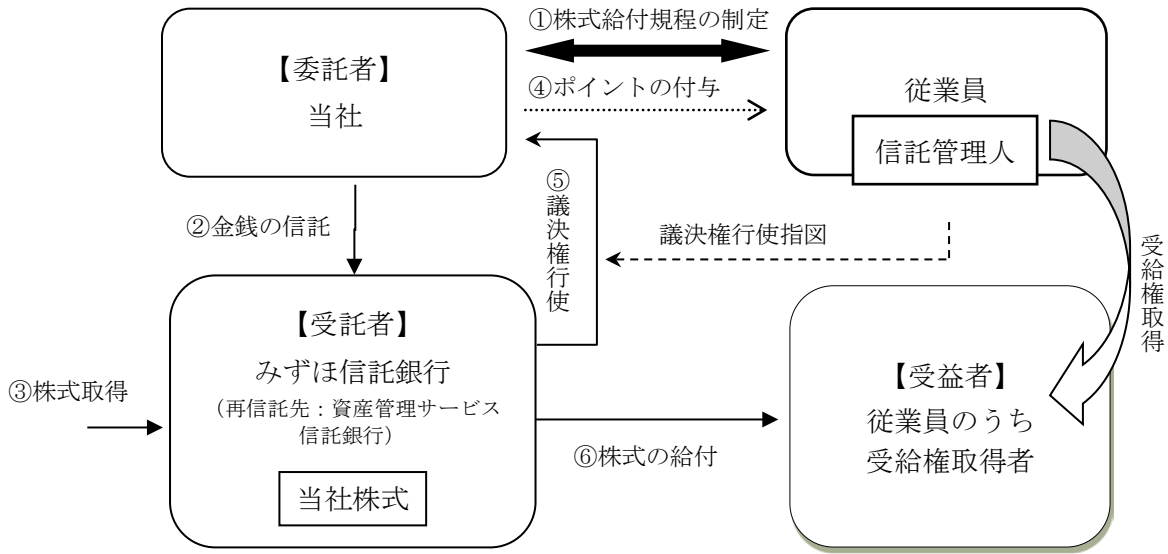 ①株式給付規程の制定
【委託者】
当社
④ポイントの付与
従業員
信託管理人
②金銭の信託
⑤議決権行使
議決権行使指図
受給権取得
【受託者】
みずほ信託銀行
（再信託先：資産管理サービス
信託銀行）
当社株式
③株式取得
⑥株式の給付
【受益者】
従業員のうち
受給権取得者